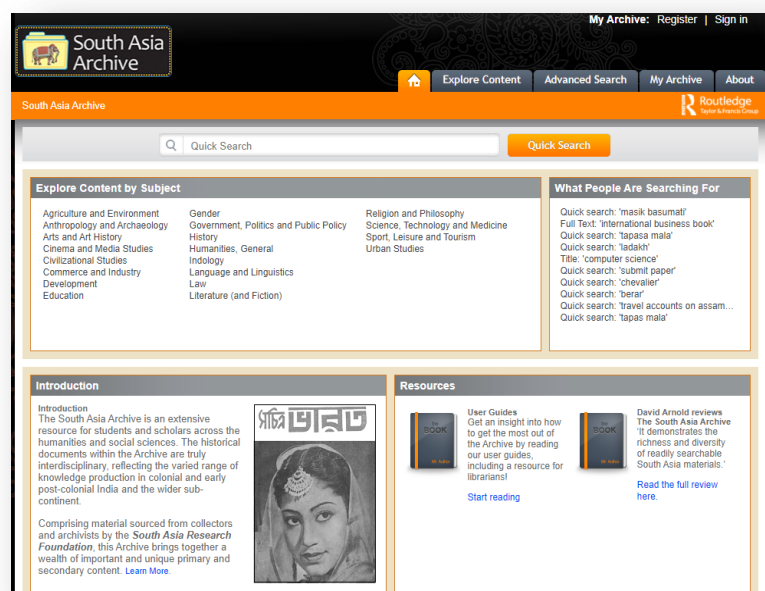 My Archive: Register | Sign in
South Asia
Archive
Explore Content
Advanced Search
My Archive
About
South Asia Archive
Routledge
Taylor & Francis Group
Quick Search
Quick Search
Explore Content by Subject
Agriculture and Environment
Anthropology and Archaeology
Arts and Art History
Cinema and Media Studies
Civilizational Studies
Commerce and Industry
Development
Education
Gender
Government, Politics and Public Policy
History
Humanities, General
Indology
Language and Linguistics
Law
Literature (and Fiction)
Religion and Philosophy
Science, Technology and Medicine
Sport, Leisure and Tourism
Urban Studies
What People Are Searching For
Quick search: 'masik basumati'
Full Text: 'international business book'
Quick search: 'tapasa mala'
Quick search: 'ladakh'
Title: 'computer science'
Quick search: 'submit paper'
Quick search: 'chevalier'
Quick search: 'berar'
Quick search: 'travel accounts on assam...
Quick search: 'tapas mala'
Introduction
Introduction
The South Asia Archive is an extensive
resource for students and scholars across the
humanities and social sciences. The historical
documents within the Archive are truly
interdisciplinary, reflecting the varied range of
knowledge production in colonial and early
post-colonial India and the wider sub-
continent.
Comprising material sourced from collectors
and archivists by the South Asia Research
Foundation, this Archive brings together a
wealth of important and unique primary and
secondary content. Learn More.
সচিত্র ভারত
Resources
BOOK
User Guides
Get an insight into how
to get the most out of
the Archive by reading
our user guides,
including a resource for
librarians!
Start reading
BOOK
David Arnold reviews
The South Asia Archive
'It demonstrates the
richness and diversity
of readily searchable
South Asia materials.'
Read the full review
here.